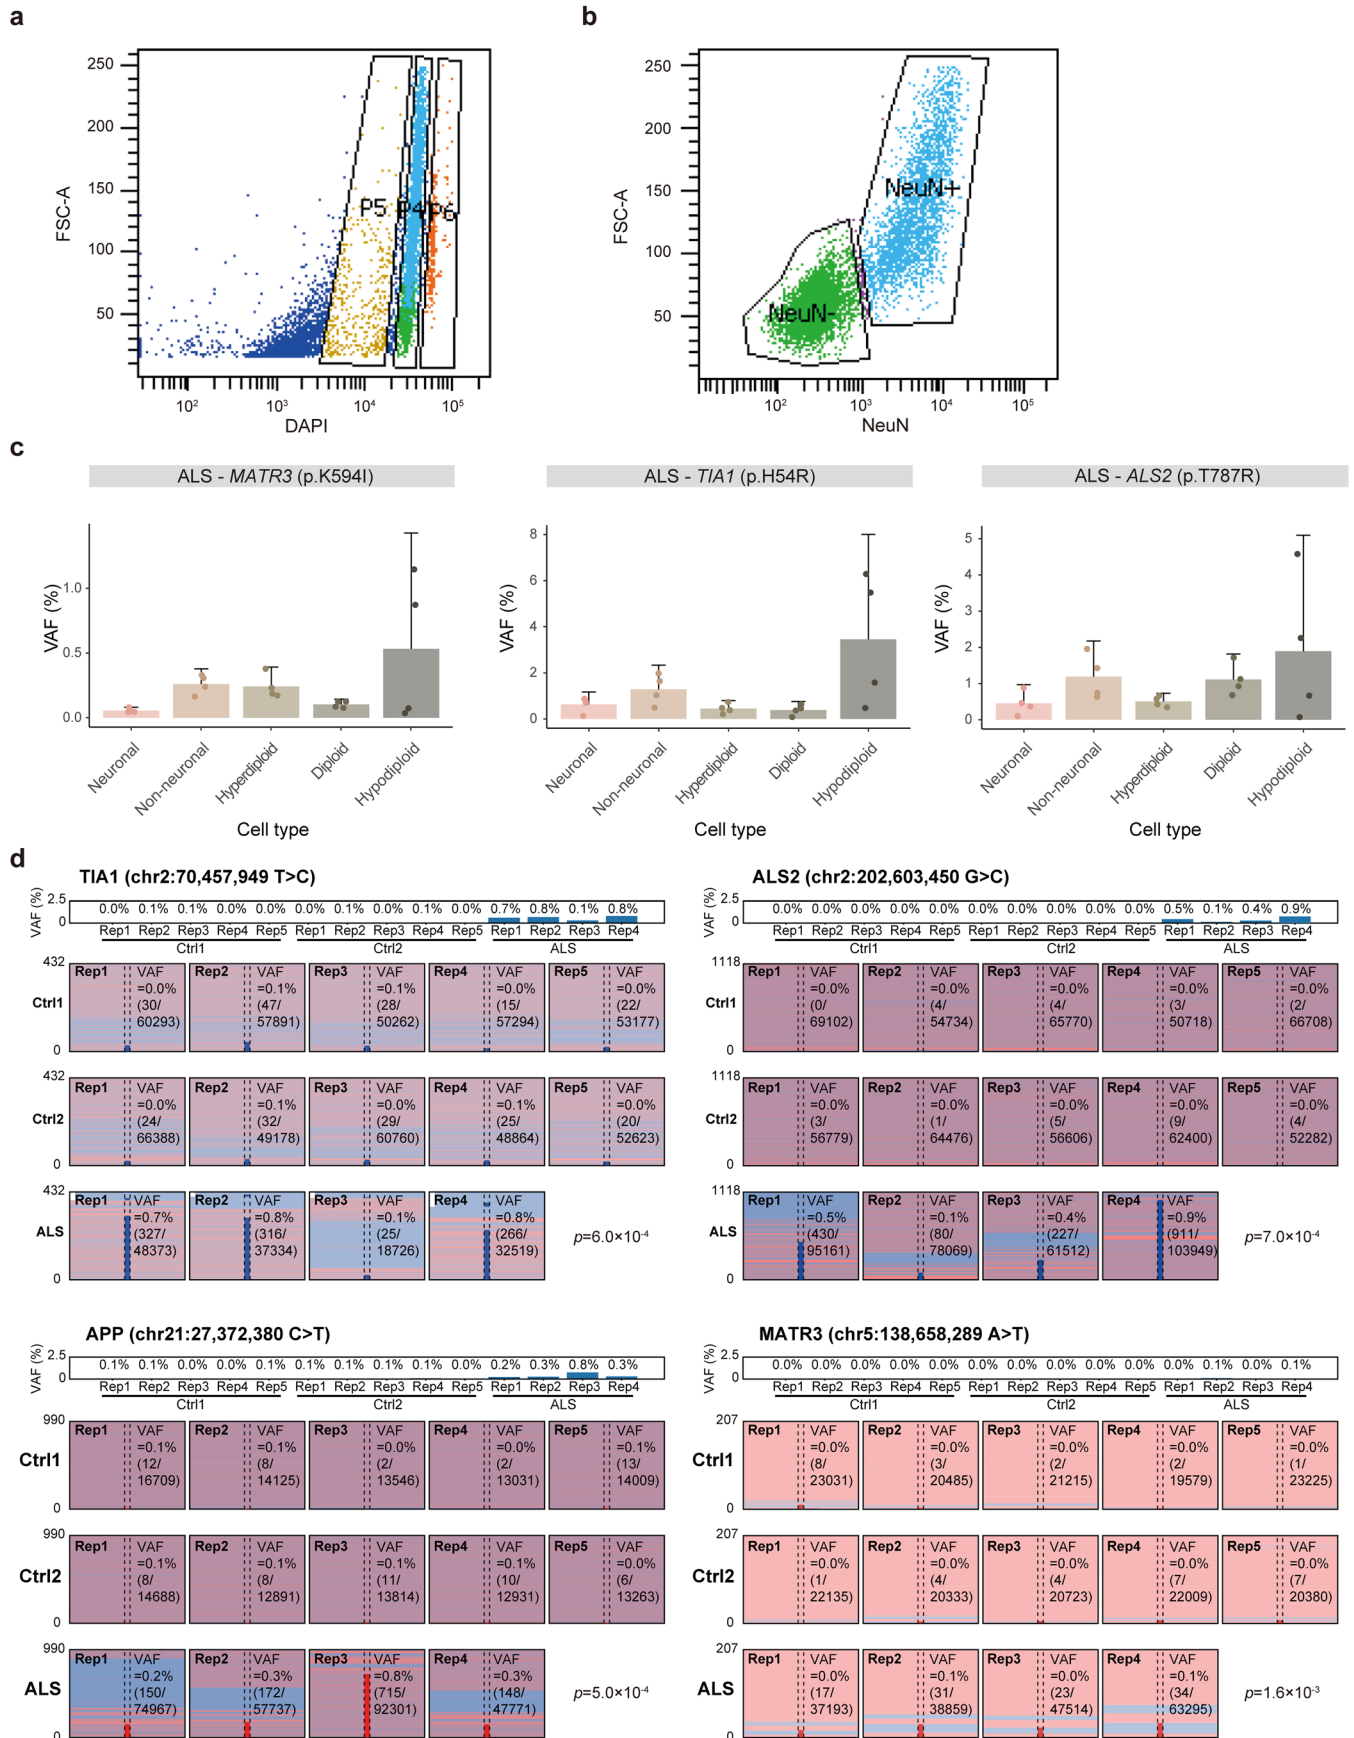 a
250
200
150
100
50
FSC-A
P5
P4
P6
10²
10³
10⁴
10⁵
DAPI
b
250
200
150
100
50
FSC-A
NeuN+
NeuN-
10²
10³
10⁴
10⁵
NeuN
c
ALS - MATR3 (p.K594I)
1.0
0.5
0.0
VAF (%)
Neuronal
Non-neuronal
Hyperdiploid
Diploid
Hypodiploid
Cell type
ALS - TIA1 (p.H54R)
8
6
4
2
0
VAF (%)
Neuronal
Non-neuronal
Hyperdiploid
Diploid
Hypodiploid
Cell type
ALS - ALS2 (p.T787R)
5
4
3
2
1
0
VAF (%)
Neuronal
Non-neuronal
Hyperdiploid
Diploid
Hypodiploid
Cell type
d
TIA1 (chr2:70,457,949 T>C)
VAF (%)
2.5
0
0.0% 0.1% 0.1% 0.0% 0.0% 0.0% 0.1% 0.0% 0.1% 0.0% 0.7% 0.8% 0.1% 0.8%
Rep1 Rep2 Rep3 Rep4 Rep5 Rep1 Rep2 Rep3 Rep4 Rep5 Rep1 Rep2 Rep3 Rep4
Ctrl1 Ctrl2 ALS
432
Ctrl1
0
Rep1 VAF =0.0% (30/ 60293)
Rep2 VAF =0.1% (47/ 57891)
Rep3 VAF =0.1% (28/ 50262)
Rep4 VAF =0.0% (15/ 57294)
Rep5 VAF =0.0% (22/ 53177)
432
Ctrl2
0
Rep1 VAF =0.0% (24/ 66388)
Rep2 VAF =0.1% (32/ 49178)
Rep3 VAF =0.0% (29/ 60760)
Rep4 VAF =0.1% (25/ 48864)
Rep5 VAF =0.0% (20/ 52623)
432
ALS
0
Rep1 VAF =0.7% (327/ 48373)
Rep2 VAF =0.8% (316/ 37334)
Rep3 VAF =0.1% (25/ 18726)
Rep4 VAF =0.8% (266/ 32519)
p=6.0×10⁻⁴
ALS2 (chr2:202,603,450 G>C)
VAF (%)
2.5
0
0.0% 0.0% 0.0% 0.0% 0.0% 0.0% 0.0% 0.0% 0.0% 0.0% 0.5% 0.1% 0.4% 0.9%
Rep1 Rep2 Rep3 Rep4 Rep5 Rep1 Rep2 Rep3 Rep4 Rep5 Rep1 Rep2 Rep3 Rep4
Ctrl1 Ctrl2 ALS
1118
Ctrl1
0
Rep1 VAF =0.0% (0/ 69102)
Rep2 VAF =0.0% (4/ 54734)
Rep3 VAF =0.0% (4/ 65770)
Rep4 VAF =0.0% (3/ 50718)
Rep5 VAF =0.0% (2/ 66708)
1118
Ctrl2
0
Rep1 VAF =0.0% (3/ 56779)
Rep2 VAF =0.0% (1/ 64476)
Rep3 VAF =0.0% (5/ 56606)
Rep4 VAF =0.0% (9/ 62400)
Rep5 VAF =0.0% (4/ 52282)
1118
ALS
0
Rep1 VAF =0.5% (430/ 95161)
Rep2 VAF =0.1% (80/ 78069)
Rep3 VAF =0.4% (227/ 61512)
Rep4 VAF =0.9% (911/ 103949)
p=7.0×10⁻⁴
APP (chr21:27,372,380 C>T)
VAF (%)
2.5
0
0.1% 0.1% 0.0% 0.0% 0.1% 0.1% 0.1% 0.1% 0.1% 0.0% 0.2% 0.3% 0.8% 0.3%
Rep1 Rep2 Rep3 Rep4 Rep5 Rep1 Rep2 Rep3 Rep4 Rep5 Rep1 Rep2 Rep3 Rep4
Ctrl1 Ctrl2 ALS
990
Ctrl1
0
Rep1 VAF =0.1% (12/ 16709)
Rep2 VAF =0.1% (8/ 14125)
Rep3 VAF =0.0% (2/ 13546)
Rep4 VAF =0.0% (2/ 13031)
Rep5 VAF =0.1% (13/ 14009)
990
Ctrl2
0
Rep1 VAF =0.1% (8/ 14688)
Rep2 VAF =0.1% (8/ 12891)
Rep3 VAF =0.1% (11/ 13814)
Rep4 VAF =0.1% (10/ 12931)
Rep5 VAF =0.0% (6/ 13263)
990
ALS
0
Rep1 VAF =0.2% (150/ 74967)
Rep2 VAF =0.3% (172/ 57737)
Rep3 VAF =0.8% (715/ 92301)
Rep4 VAF =0.3% (148/ 47771)
p=5.0×10⁻⁴
MATR3 (chr5:138,658,289 A>T)
VAF (%)
2.5
0
0.0% 0.0% 0.0% 0.0% 0.0% 0.0% 0.0% 0.0% 0.0% 0.0% 0.0% 0.1% 0.0% 0.1%
Rep1 Rep2 Rep3 Rep4 Rep5 Rep1 Rep2 Rep3 Rep4 Rep5 Rep1 Rep2 Rep3 Rep4
Ctrl1 Ctrl2 ALS
207
Ctrl1
0
Rep1 VAF =0.0% (8/ 23031)
Rep2 VAF =0.0% (3/ 20485)
Rep3 VAF =0.0% (2/ 21215)
Rep4 VAF =0.0% (2/ 19579)
Rep5 VAF =0.0% (1/ 23225)
207
Ctrl2
0
Rep1 VAF =0.0% (1/ 22135)
Rep2 VAF =0.0% (4/ 20333)
Rep3 VAF =0.0% (4/ 20723)
Rep4 VAF =0.0% (7/ 22009)
Rep5 VAF =0.0% (7/ 20380)
207
ALS
0
Rep1 VAF =0.0% (17/ 37193)
Rep2 VAF =0.1% (31/ 38859)
Rep3 VAF =0.0% (23/ 47514)
Rep4 VAF =0.1% (34/ 63295)
p=1.6×10⁻³